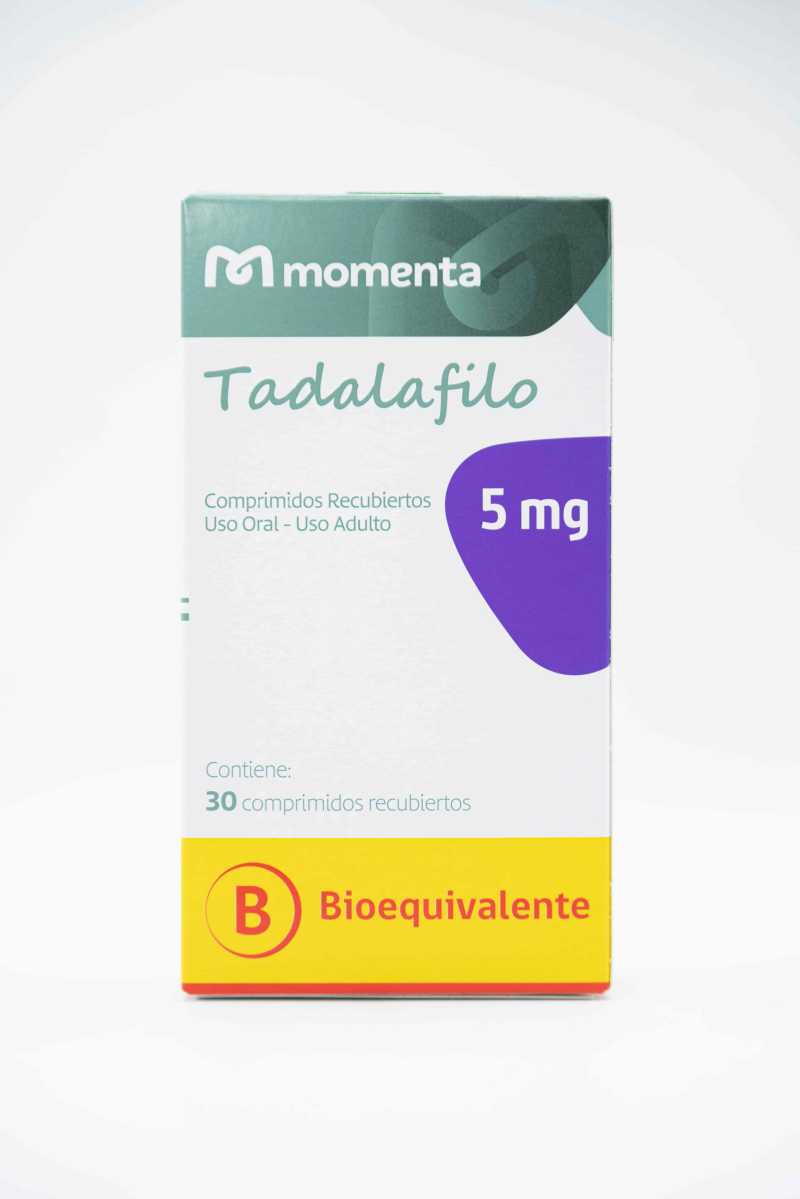 momenta
Tadalafilo
Comprimidos Recubiertos
Uso Oral - Uso Adulto
5 mg
Contiene:
30 comprimidos recubiertos
B Bioequivalente